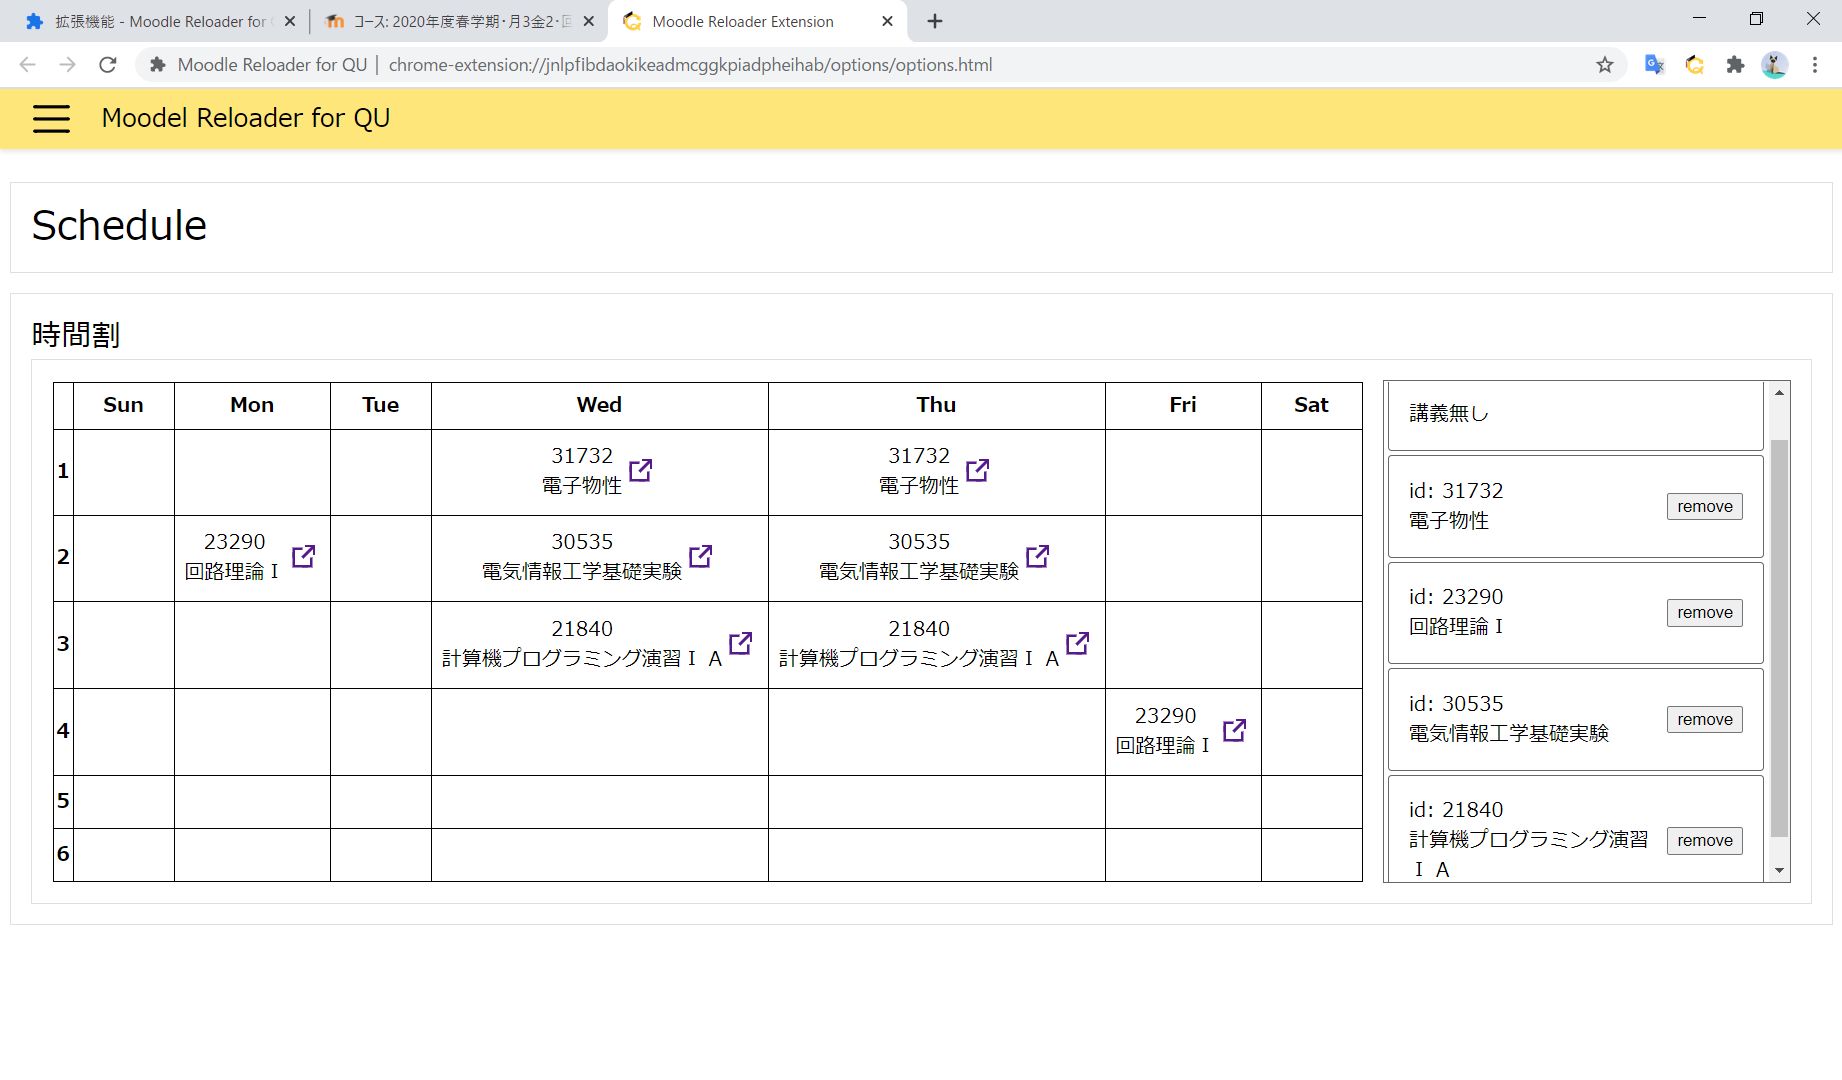 拡張機能 - Moodle Reloader for
コース: 2020年度春学期・月3金2・
Moodle Reloader Extension
Moodle Reloader for QU | chrome-extension://jnlpfibdaokikeadmcggkpiadpheihab/options/options.html
Moodel Reloader for QU
Schedule
時間割
Sun Mon Tue Wed Thu Fri Sat
1
31732
電子物性
31732
電子物性
2
23290
回路理論Ⅰ
30535
電気情報工学基礎実験
30535
電気情報工学基礎実験
3
21840
計算機プログラミング演習Ⅰ A
21840
計算機プログラミング演習Ⅰ A
4
23290
回路理論Ⅰ
5
6
講義無し
id: 31732
電子物性
remove
id: 23290
回路理論Ⅰ
remove
id: 30535
電気情報工学基礎実験
remove
id: 21840
計算機プログラミング演習
Ⅰ A
remove